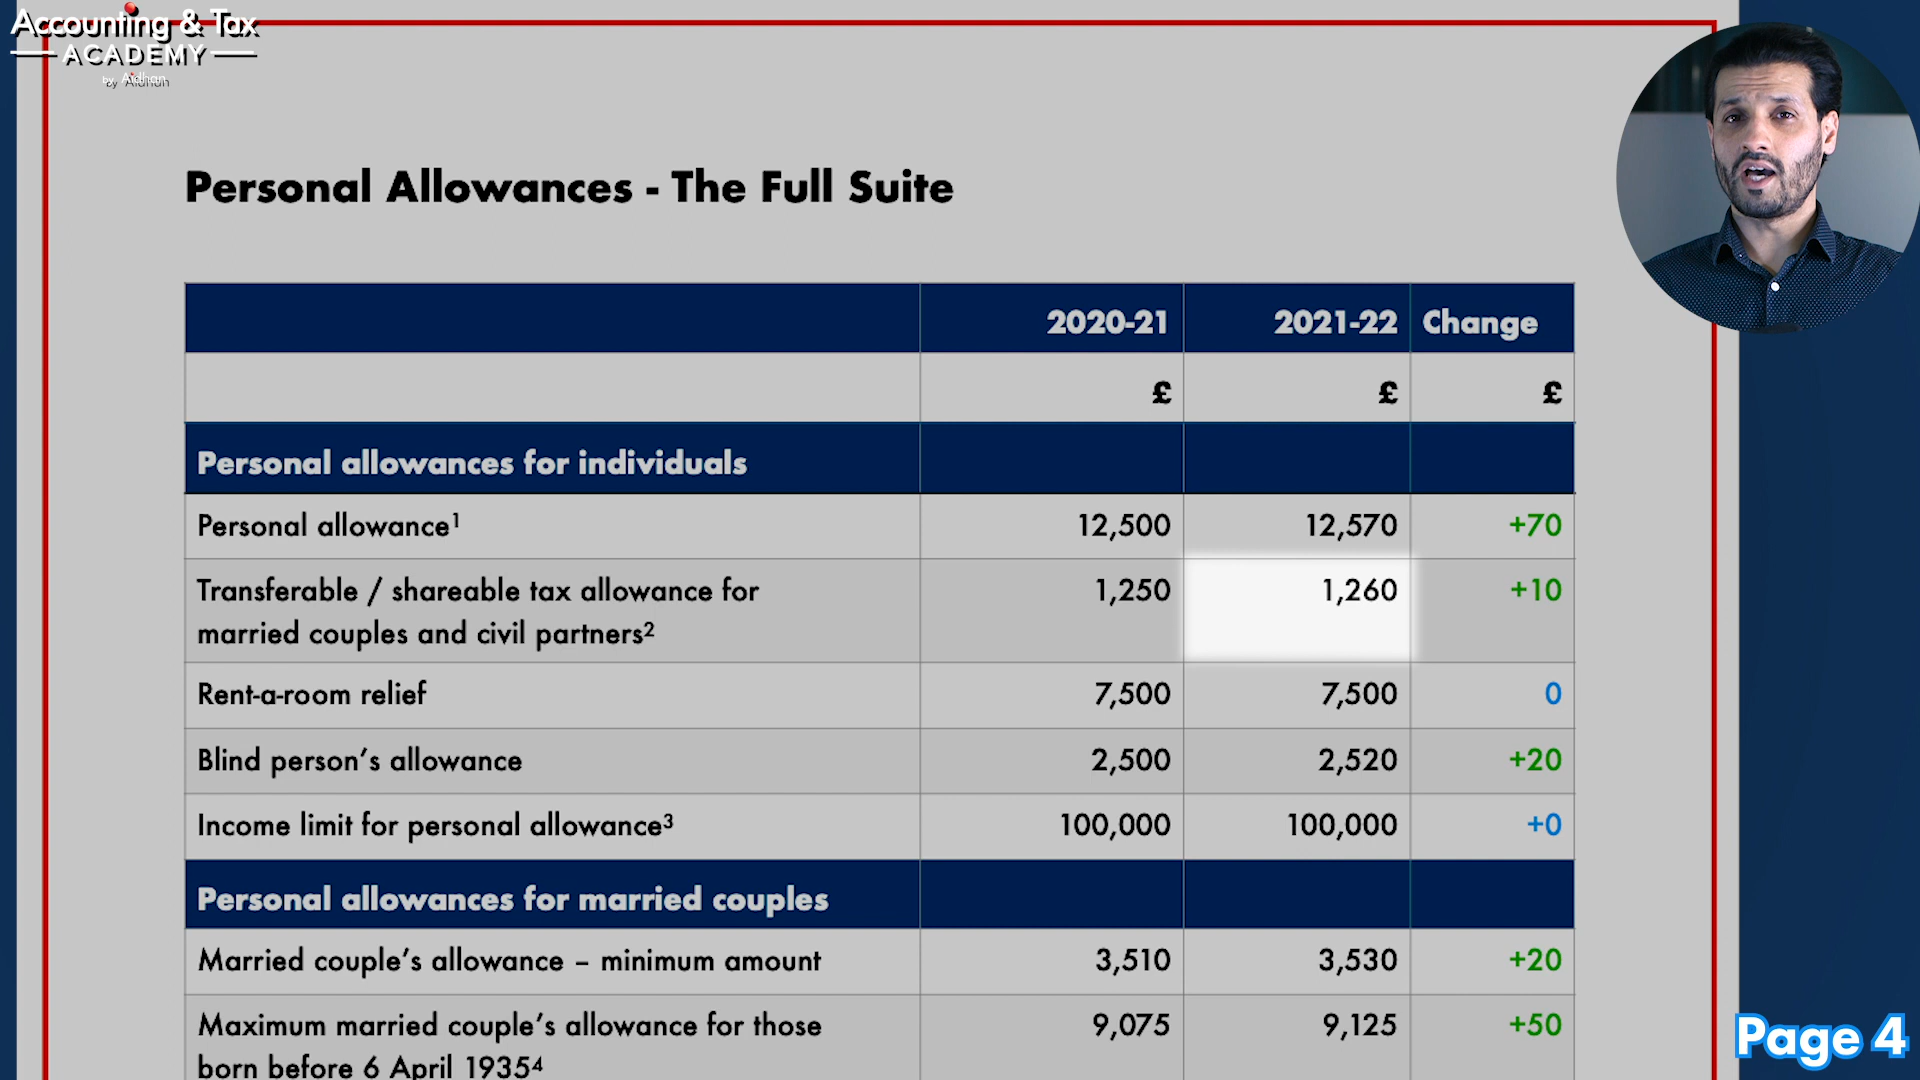 Accounting & Tax
ACADEMY
by Aidhan
Personal Allowances - The Full Suite
2020-21 2021-22 Change
£ £ £
Personal allowances for individuals
Personal allowance¹ 12,500 12,570 +70
Transferable / shareable tax allowance for 1,250 1,260 +10
married couples and civil partners²
Rent-a-room relief 7,500 7,500 0
Blind person’s allowance 2,500 2,520 +20
Income limit for personal allowance³ 100,000 100,000 +0
Personal allowances for married couples
Married couple’s allowance – minimum amount 3,510 3,530 +20
Maximum married couple’s allowance for those 9,075 9,125 +50
born before 6 April 1935⁴
Page 4